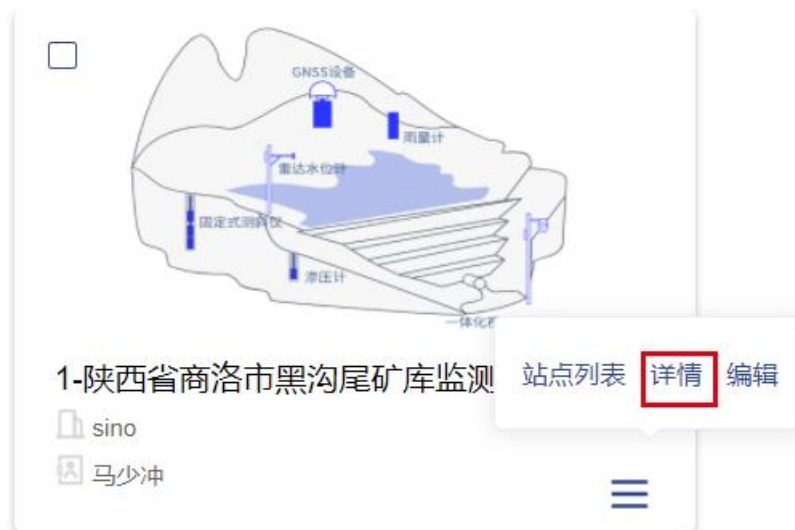 GNSS设备
雨量计
雷达水位计
固定式测斜仪
渗压计
一体化
1-陕西省商洛市黑沟尾矿库监测
站点列表 详情 编辑
sino
马少冲